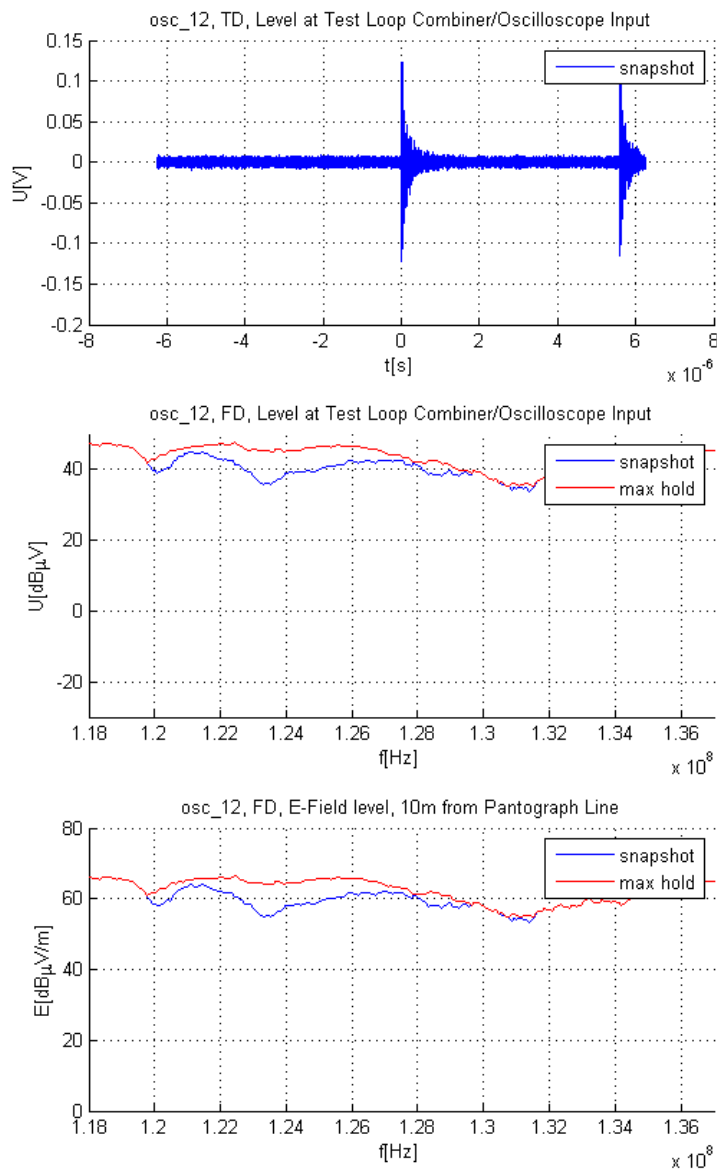 osc_12, TD, Level at Test Loop Combiner/Oscilloscope Input
0.15
0.1
0.05
0
-0.05
-0.1
-0.15
-0.2
U[V]
snapshot
-8 -6 -4 -2 0 2 4 6 8
t[s]
x 10^-6
osc_12, FD, Level at Test Loop Combiner/Oscilloscope Input
40
20
0
-20
U[dBµV]
snapshot
max hold
1.18 1.2 1.22 1.24 1.26 1.28 1.3 1.32 1.34 1.36
f[Hz]
x 10^8
osc_12, FD, E-Field level, 10m from Pantograph Line
80
60
40
20
0
E[dBµV/m]
snapshot
max hold
1.18 1.2 1.22 1.24 1.26 1.28 1.3 1.32 1.34 1.36
f[Hz]
x 10^8